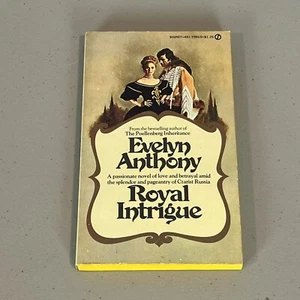 From the bestselling author of
The Poellenberg Inheritance
Evelyn
Anthony
A passionate novel of love and betrayal amid
the splendor and pageantry of Czarist Russia
Royal
Intrigue